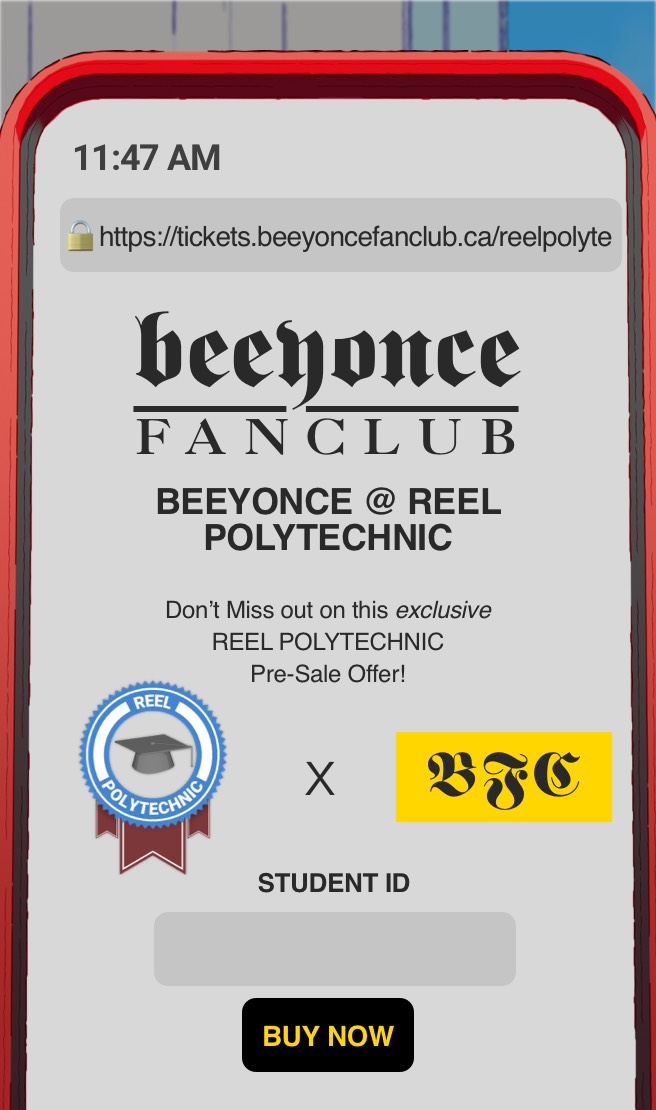 11:47 AM
https://tickets.beeyoncefanclub.ca/reelpolyte
beeyonce
FANCLUB
BEEYONCE @ REEL
POLYTECHNIC
Don’t Miss out on this exclusive
REEL POLYTECHNIC
Pre-Sale Offer!
REEL
POLYTECHNIC
X
BFC
STUDENT ID
BUY NOW